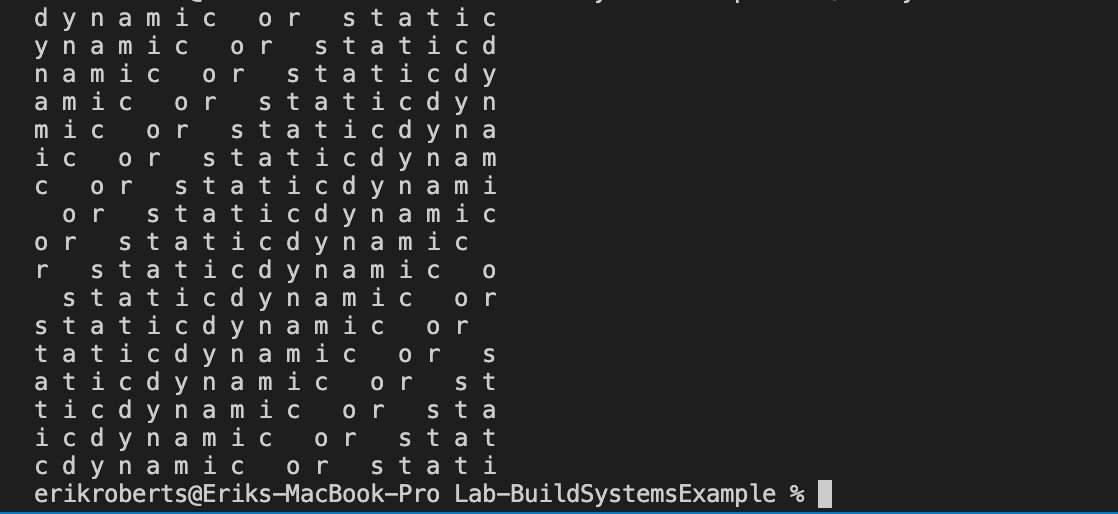 d y n a m i c   o r   s t a t i c
y n a m i c   o r   s t a t i c d
n a m i c   o r   s t a t i c d y
a m i c   o r   s t a t i c d y n
m i c   o r   s t a t i c d y n a
i c   o r   s t a t i c d y n a m
c   o r   s t a t i c d y n a m i
  o r   s t a t i c d y n a m i c
o r   s t a t i c d y n a m i c
r   s t a t i c d y n a m i c   o
  s t a t i c d y n a m i c   o r
s t a t i c d y n a m i c   o r
t a t i c d y n a m i c   o r   s
a t i c d y n a m i c   o r   s t
t i c d y n a m i c   o r   s t a
i c d y n a m i c   o r   s t a t
c d y n a m i c   o r   s t a t i
erikroberts@Eriks-MacBook-Pro Lab-BuildSystemsExample %